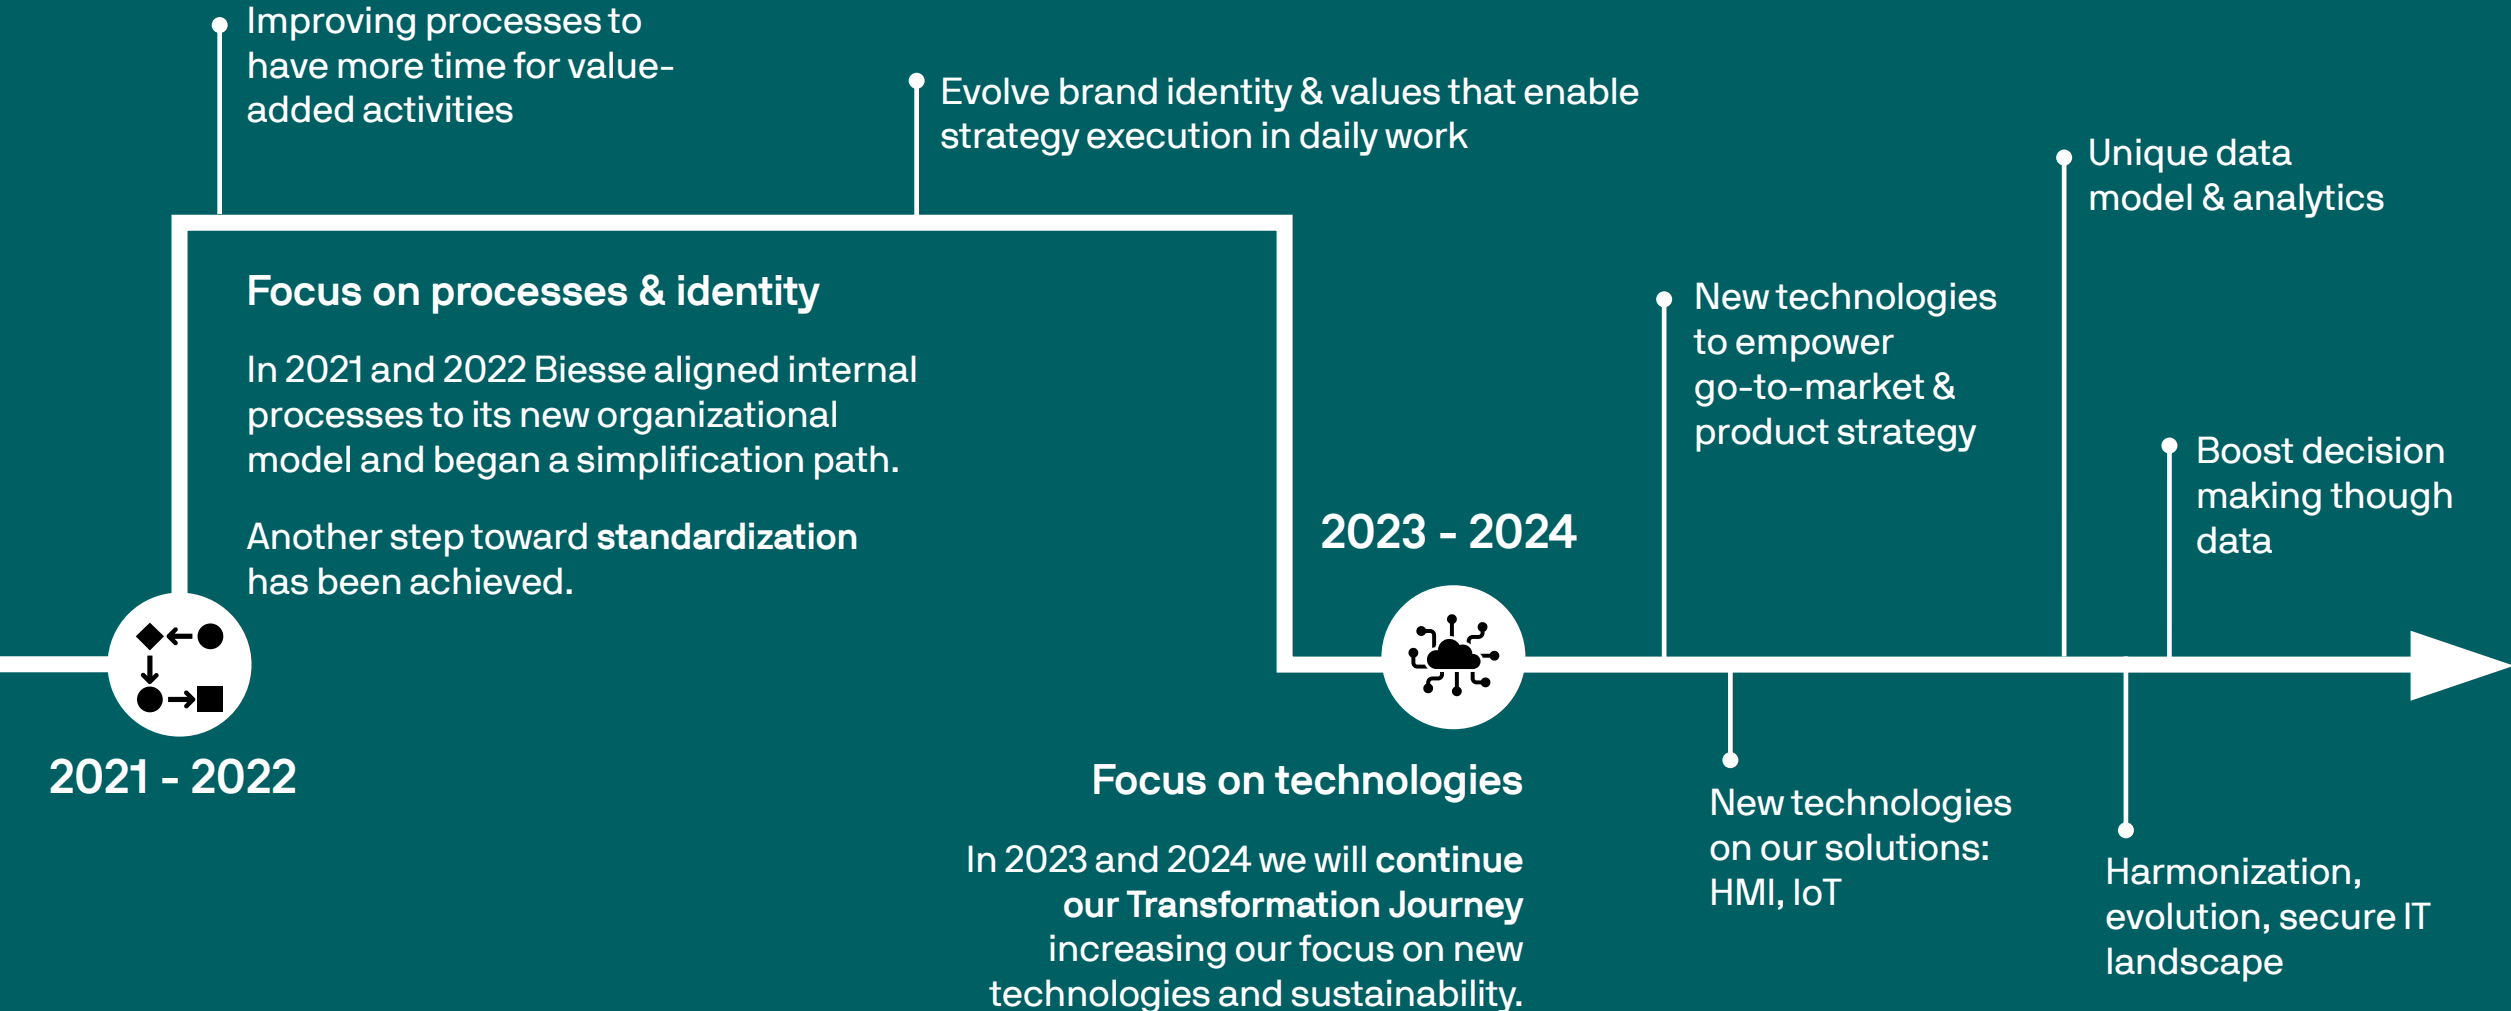 Improving processes to
have more time for value-
added activities
Evolve brand identity & values that enable
strategy execution in daily work
Focus on processes & identity
In 2021 and 2022 Biesse aligned internal
processes to its new organizational
model and began a simplification path.
Another step toward standardization
has been achieved.
2021 - 2022
2023 - 2024
Focus on technologies
In 2023 and 2024 we will continue
our Transformation Journey
increasing our focus on new
technologies and sustainability.
New technologies
to empower
go-to-market &
product strategy
New technologies
on our solutions:
HMI, IoT
Unique data
model & analytics
Harmonization,
evolution, secure IT
landscape
Boost decision
making though
data